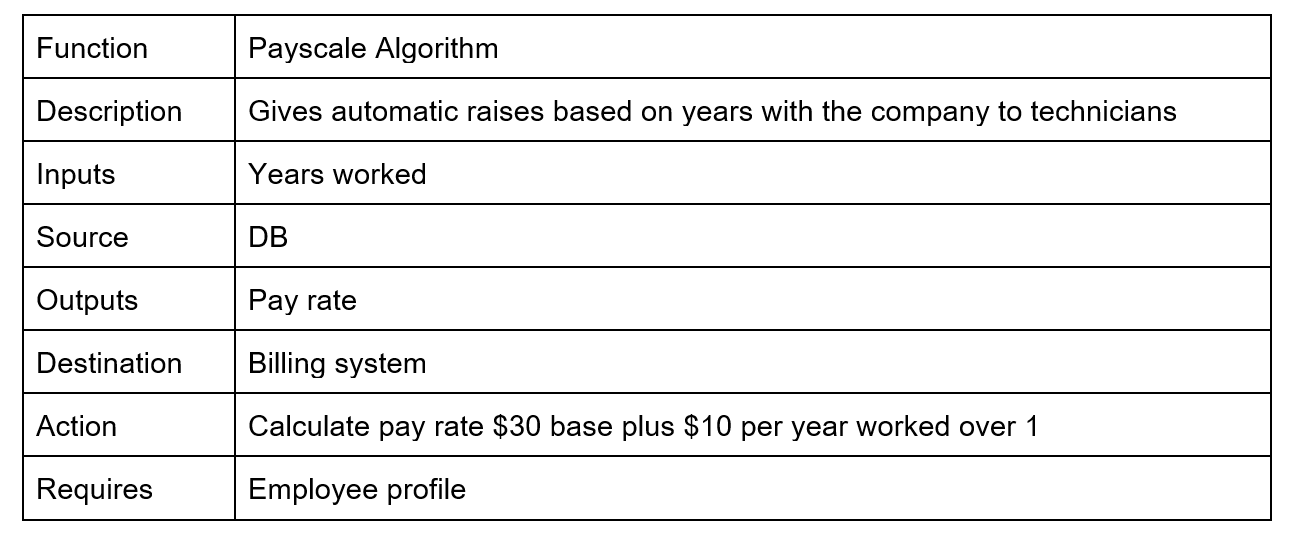 Function Payscale Algorithm
Description Gives automatic raises based on years with the company to technicians
Inputs Years worked
Source DB
Outputs Pay rate
Destination Billing system
Action Calculate pay rate $30 base plus $10 per year worked over 1
Requires Employee profile